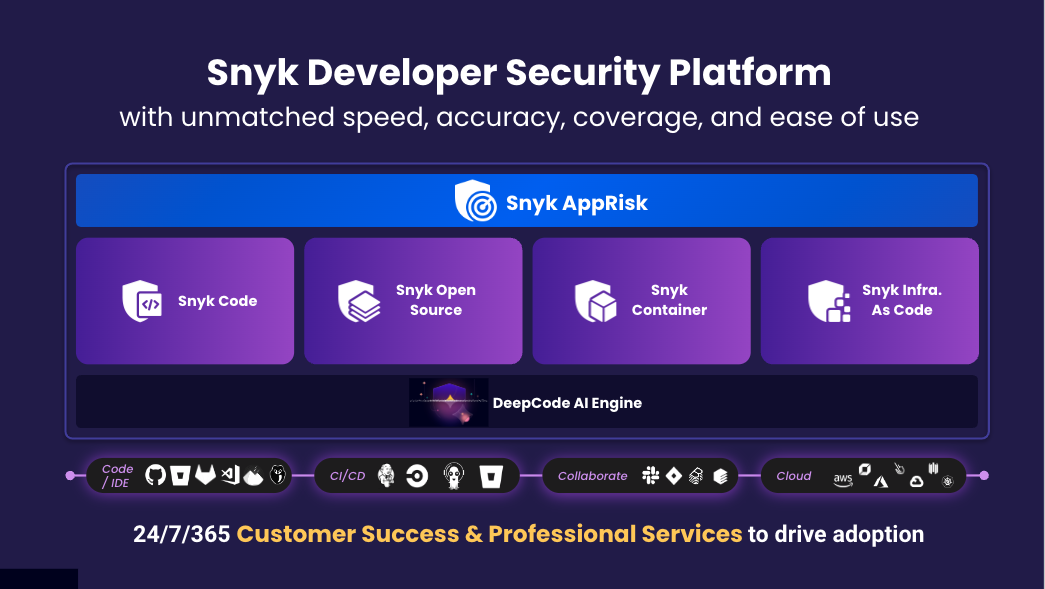 Snyk Developer Security Platform
with unmatched speed, accuracy, coverage, and ease of use
Snyk AppRisk
Snyk Code
Snyk Open
Source
Snyk
Container
Snyk Infra.
As Code
DeepCode AI Engine
Code
/ IDE
CI/CD
Collaborate
Cloud
aws
24/7/365 Customer Success & Professional Services to drive adoption